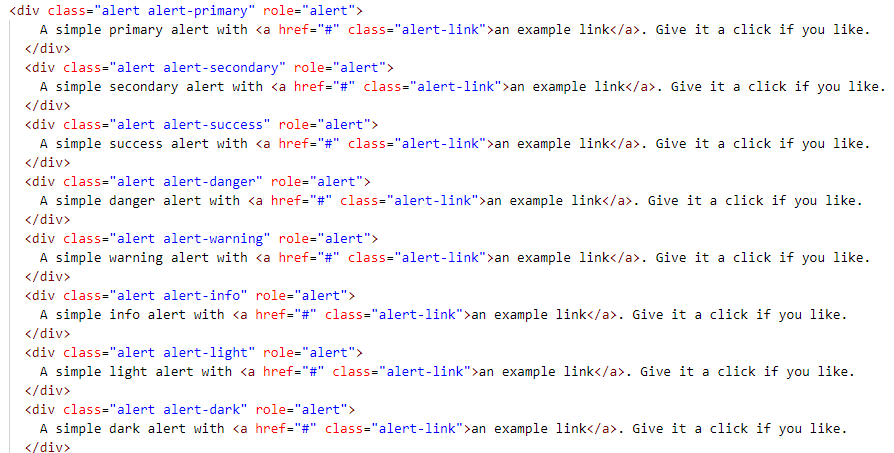 <div class="alert alert-primary" role="alert">
A simple primary alert with <a href="#" class="alert-link">an example link</a>. Give it a click if you like.
</div>
<div class="alert alert-secondary" role="alert">
A simple secondary alert with <a href="#" class="alert-link">an example link</a>. Give it a click if you like.
</div>
<div class="alert alert-success" role="alert">
A simple success alert with <a href="#" class="alert-link">an example link</a>. Give it a click if you like.
</div>
<div class="alert alert-danger" role="alert">
A simple danger alert with <a href="#" class="alert-link">an example link</a>. Give it a click if you like.
</div>
<div class="alert alert-warning" role="alert">
A simple warning alert with <a href="#" class="alert-link">an example link</a>. Give it a click if you like.
</div>
<div class="alert alert-info" role="alert">
A simple info alert with <a href="#" class="alert-link">an example link</a>. Give it a click if you like.
</div>
<div class="alert alert-light" role="alert">
A simple light alert with <a href="#" class="alert-link">an example link</a>. Give it a click if you like.
</div>
<div class="alert alert-dark" role="alert">
A simple dark alert with <a href="#" class="alert-link">an example link</a>. Give it a click if you like.
</div>